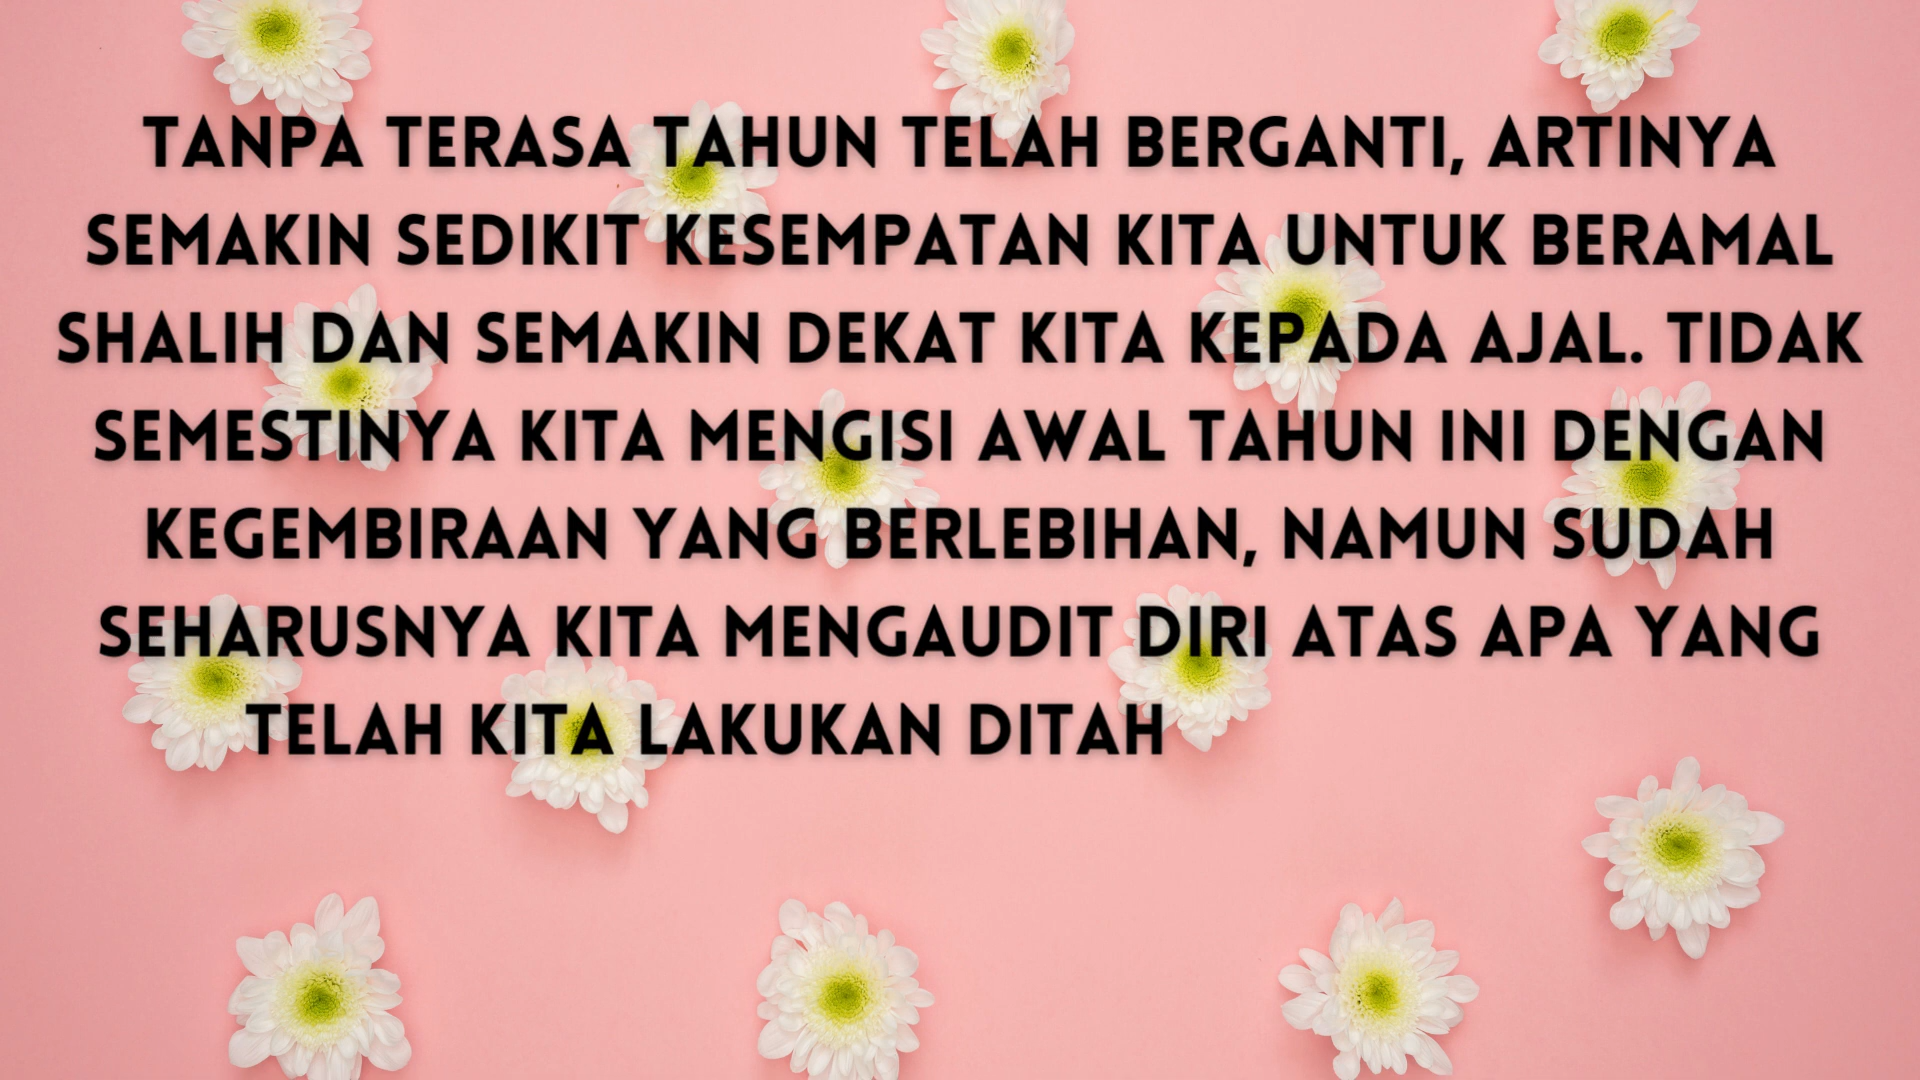 TANPA TERASA TAHUN TELAH BERGANTI, ARTINYA
SEMAKIN SEDIKIT KESEMPATAN KITA UNTUK BERAMAL
SHALIH DAN SEMAKIN DEKAT KITA KEPADA AJAL. TIDAK
SEMESTINYA KITA MENGISI AWAL TAHUN INI DENGAN
KEGEMBIRAAN YANG BERLEBIHAN, NAMUN SUDAH
SEHARUSNYA KITA MENGAUDIT DIRI ATAS APA YANG
TELAH KITA LAKUKAN DITAH